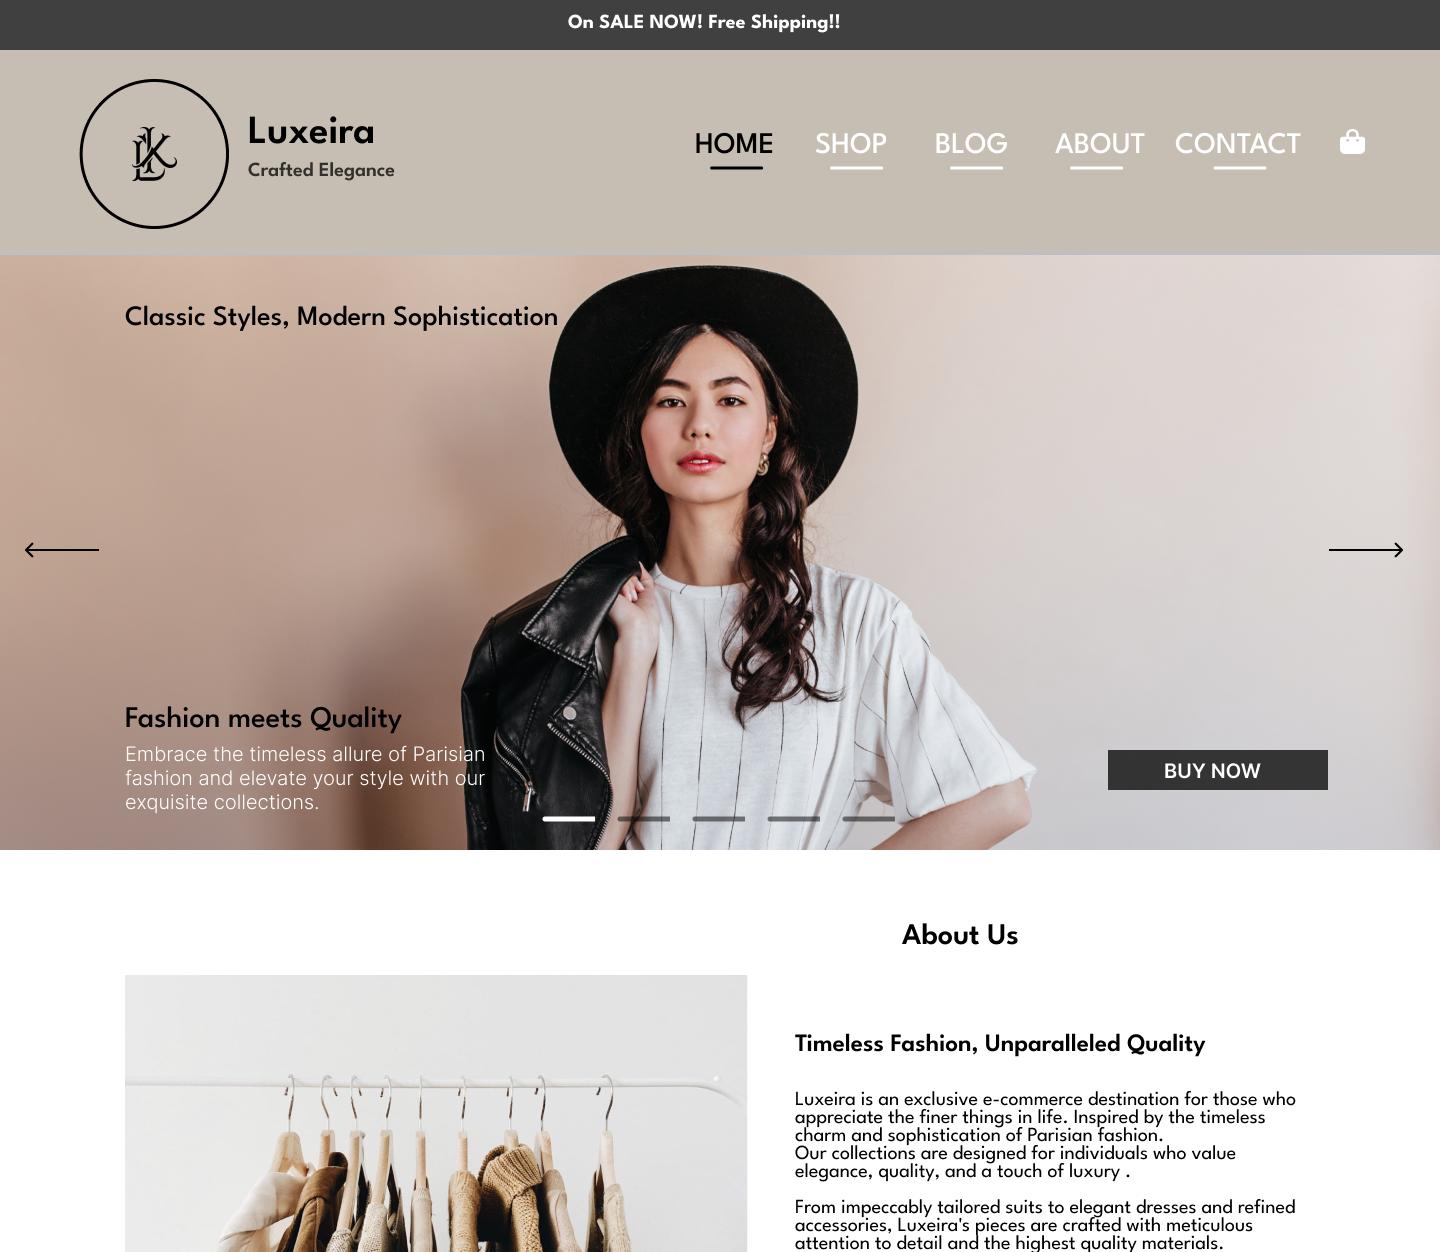 On SALE NOW! Free Shipping!!
Luxeira
Crafted Elegance
HOME SHOP BLOG ABOUT CONTACT
Classic Styles, Modern Sophistication
Fashion meets Quality
Embrace the timeless allure of Parisian
fashion and elevate your style with our
exquisite collections.
BUY NOW
About Us
Timeless Fashion, Unparalleled Quality
Luxeira is an exclusive e-commerce destination for those who
appreciate the finer things in life. Inspired by the timeless
charm and sophistication of Parisian fashion.
Our collections are designed for individuals who value
elegance, quality, and a touch of luxury .
From impeccably tailored suits to elegant dresses and refined
accessories, Luxeira's pieces are crafted with meticulous
attention to detail and the highest quality materials.